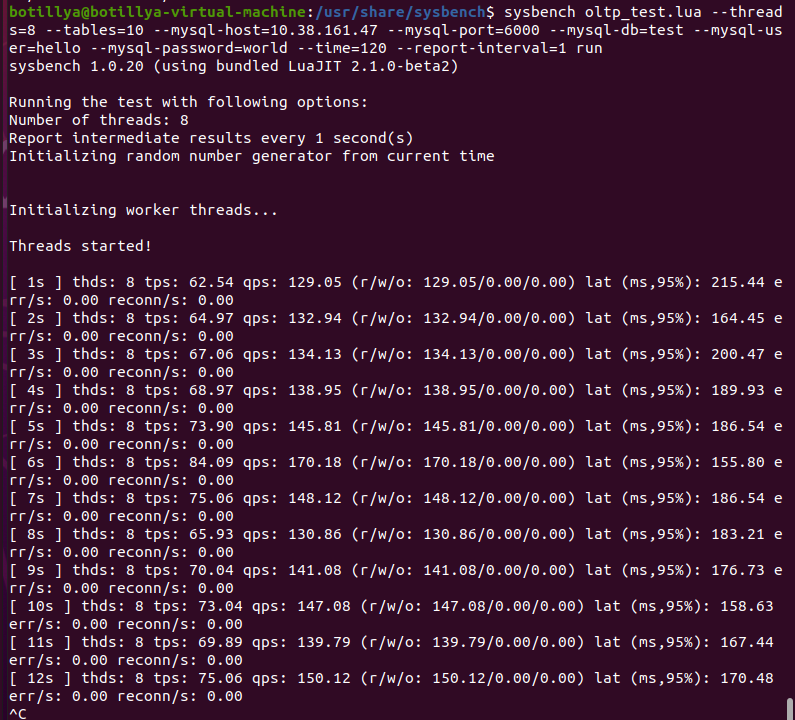 botillya@botillya-virtual-machine:/usr/share/sysbench$ sysbench oltp_test.lua --thread
s=8 --tables=10 --mysql-host=10.38.161.47 --mysql-port=6000 --mysql-db=test --mysql-us
er=hello --mysql-password=world --time=120 --report-interval=1 run
sysbench 1.0.20 (using bundled LuaJIT 2.1.0-beta2)
Running the test with following options:
Number of threads: 8
Report intermediate results every 1 second(s)
Initializing random number generator from current time
Initializing worker threads...
Threads started!
[ 1s ] thds: 8 tps: 62.54 qps: 129.05 (r/w/o: 129.05/0.00/0.00) lat (ms,95%): 215.44 e
rr/s: 0.00 reconn/s: 0.00
[ 2s ] thds: 8 tps: 64.97 qps: 132.94 (r/w/o: 132.94/0.00/0.00) lat (ms,95%): 164.45 e
rr/s: 0.00 reconn/s: 0.00
[ 3s ] thds: 8 tps: 67.06 qps: 134.13 (r/w/o: 134.13/0.00/0.00) lat (ms,95%): 200.47 e
rr/s: 0.00 reconn/s: 0.00
[ 4s ] thds: 8 tps: 68.97 qps: 138.95 (r/w/o: 138.95/0.00/0.00) lat (ms,95%): 189.93 e
rr/s: 0.00 reconn/s: 0.00
[ 5s ] thds: 8 tps: 73.90 qps: 145.81 (r/w/o: 145.81/0.00/0.00) lat (ms,95%): 186.54 e
rr/s: 0.00 reconn/s: 0.00
[ 6s ] thds: 8 tps: 84.09 qps: 170.18 (r/w/o: 170.18/0.00/0.00) lat (ms,95%): 155.80 e
rr/s: 0.00 reconn/s: 0.00
[ 7s ] thds: 8 tps: 75.06 qps: 148.12 (r/w/o: 148.12/0.00/0.00) lat (ms,95%): 186.54 e
rr/s: 0.00 reconn/s: 0.00
[ 8s ] thds: 8 tps: 65.93 qps: 130.86 (r/w/o: 130.86/0.00/0.00) lat (ms,95%): 183.21 e
rr/s: 0.00 reconn/s: 0.00
[ 9s ] thds: 8 tps: 70.04 qps: 141.08 (r/w/o: 141.08/0.00/0.00) lat (ms,95%): 176.73 e
rr/s: 0.00 reconn/s: 0.00
[ 10s ] thds: 8 tps: 73.04 qps: 147.08 (r/w/o: 147.08/0.00/0.00) lat (ms,95%): 158.63
err/s: 0.00 reconn/s: 0.00
[ 11s ] thds: 8 tps: 69.89 qps: 139.79 (r/w/o: 139.79/0.00/0.00) lat (ms,95%): 167.44
err/s: 0.00 reconn/s: 0.00
[ 12s ] thds: 8 tps: 75.06 qps: 150.12 (r/w/o: 150.12/0.00/0.00) lat (ms,95%): 170.48
err/s: 0.00 reconn/s: 0.00
^C